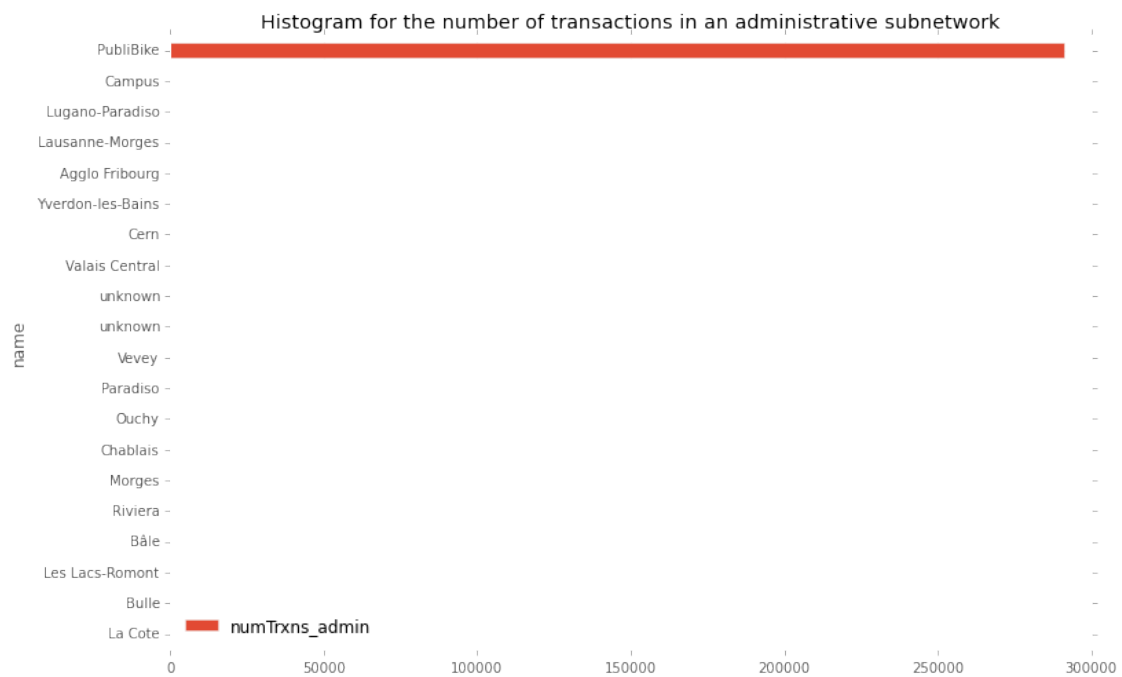 Histogram for the number of transactions in an administrative subnetwork
PubliBike
Campus
Lugano-Paradiso
Lausanne-Morges
Agglo Fribourg
Yverdon-les-Bains
Cern
Valais Central
unknown
unknown
name
Vevey
Paradiso
Ouchy
Chablais
Morges
Riviera
Bâle
Les Lacs-Romont
Bulle
La Cote
numTrxns_admin
0 50000 100000 150000 200000 250000 300000